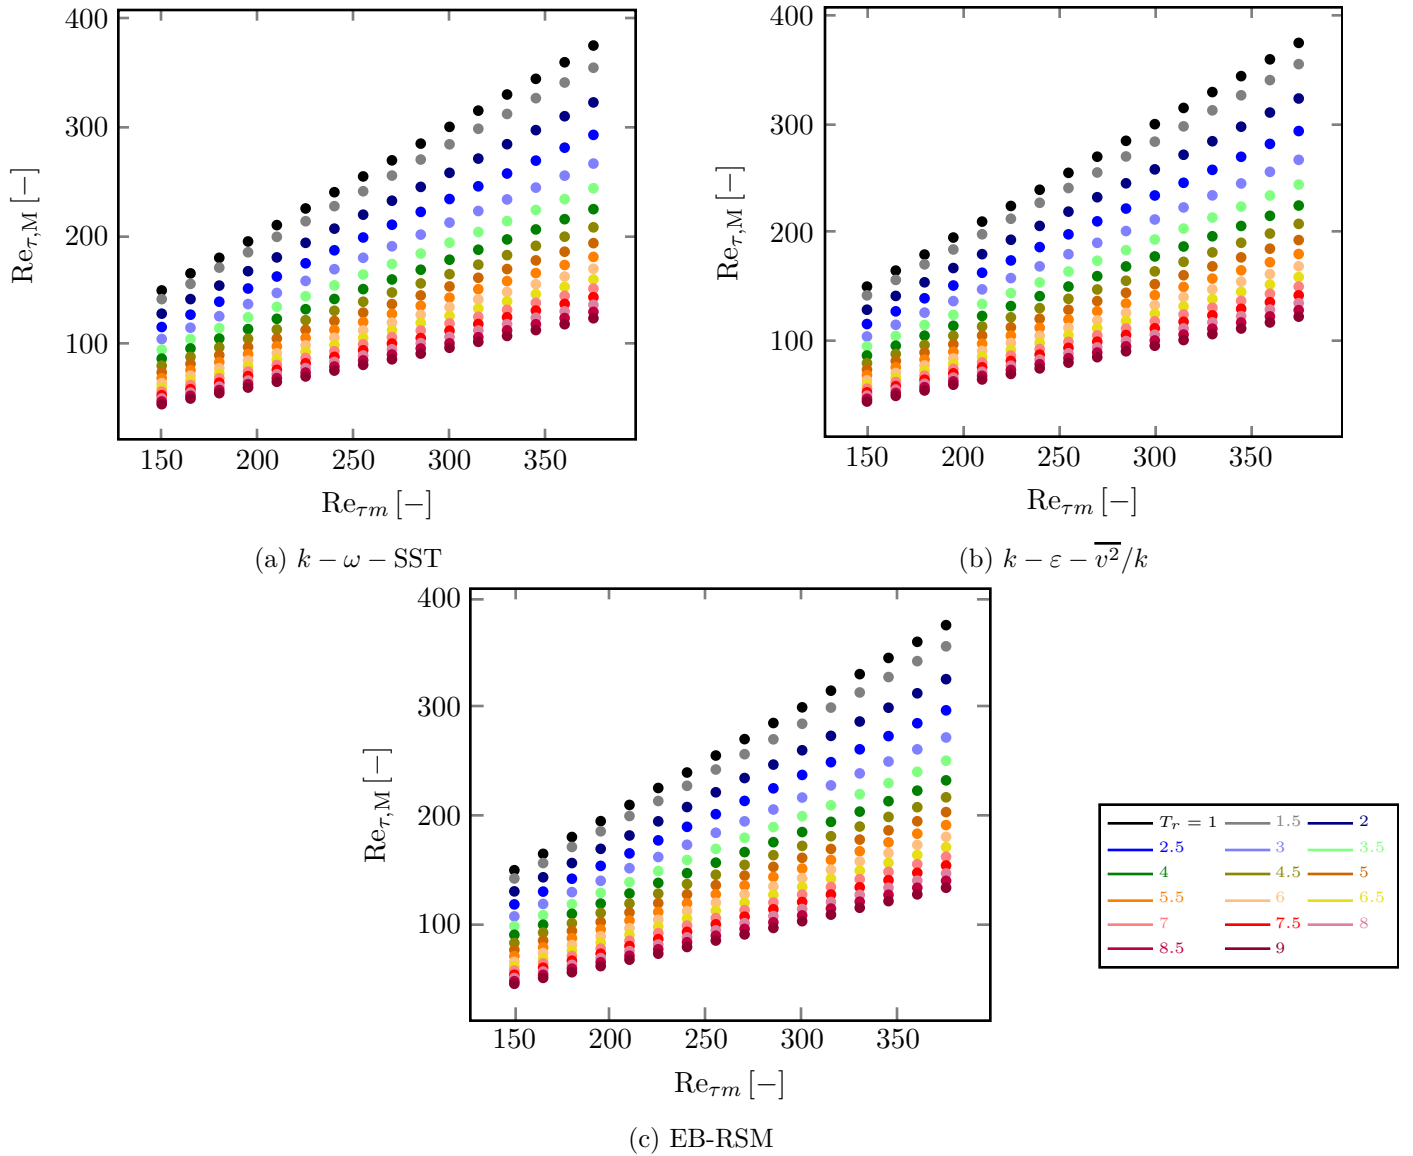 400
300
200
100
Re_{τ,M} [−]
150 200 250 300 350
Re_{τm} [−]
(a) k − ω − SST
400
300
200
100
Re_{τ,M} [−]
150 200 250 300 350
Re_{τm} [−]
(b) k − ε − \overline{v^2}/k
400
300
200
100
Re_{τ,M} [−]
150 200 250 300 350
Re_{τm} [−]
(c) EB-RSM
T_r = 1 1.5 2
2.5 3 3.5
4 4.5 5
5.5 6 6.5
7 7.5 8
8.5 9